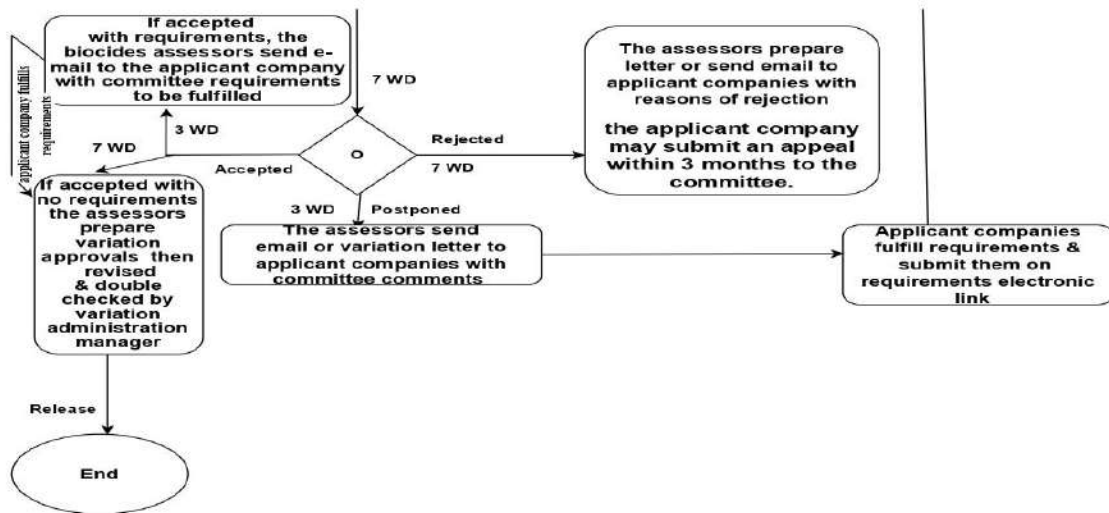 If accepted
with requirements, the
biocides assessors send e-
mail to the applicant company
with committee requirements
to be fulfilled
applicant company fulfills
requirements
7 WD
The assessors prepare
letter or send email to
applicant companies with
reasons of rejection
the applicant company
may submit an appeal
within 3 months to the
committee.
3 WD
7 WD
Accepted
O
Rejected
7 WD
3 WD
Postponed
If accepted with
no requirements
the assessors
prepare
variation
approvals then
revised
& double
checked by
variation
administration
manager
The assessors send
email or variation letter to
applicant companies with
committee comments
Applicant companies
fulfill requirements &
submit them on
requirements electronic
link
Release
End